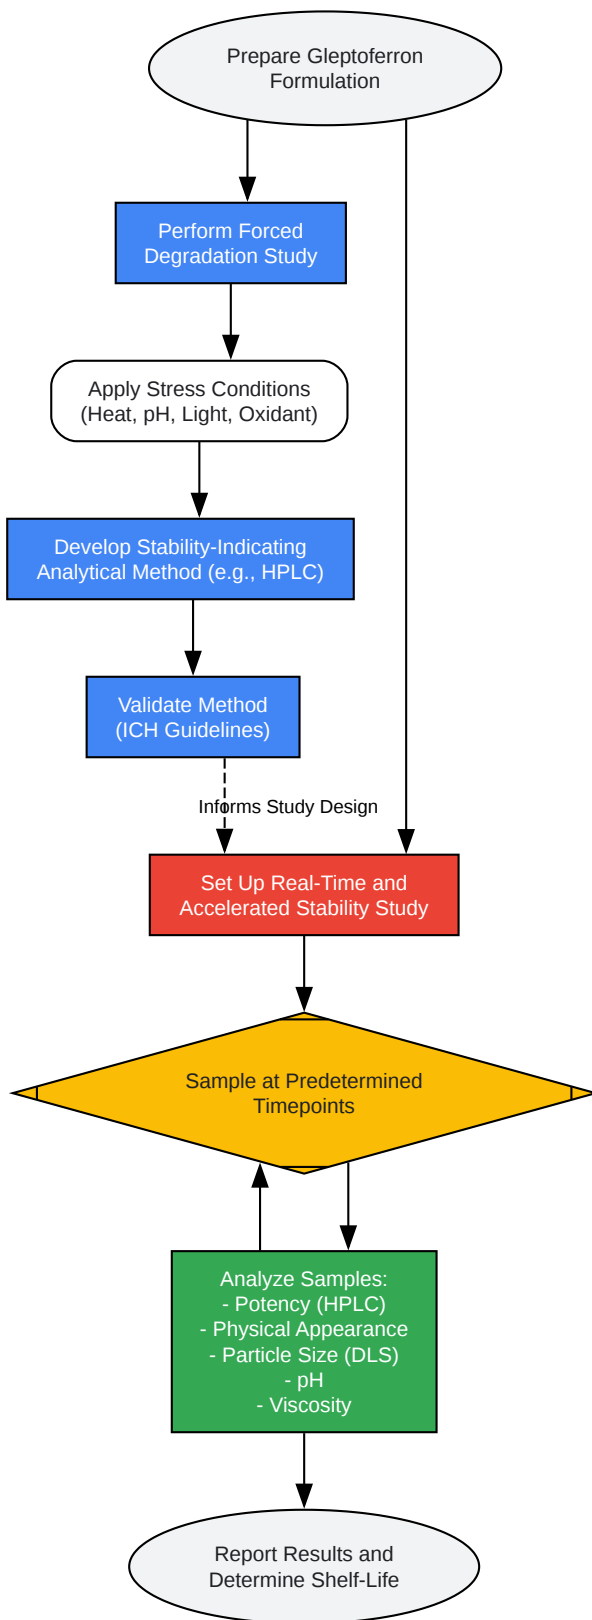 Prepare Gleptoferron
Formulation
Perform Forced
Degradation Study
Apply Stress Conditions
(Heat, pH, Light, Oxidant)
Develop Stability-Indicating
Analytical Method (e.g., HPLC)
Validate Method
(ICH Guidelines)
Informs Study Design
Set Up Real-Time and
Accelerated Stability Study
Sample at Predetermined
Timepoints
Analyze Samples:
- Potency (HPLC)
- Physical Appearance
- Particle Size (DLS)
- pH
- Viscosity
Report Results and
Determine Shelf-Life